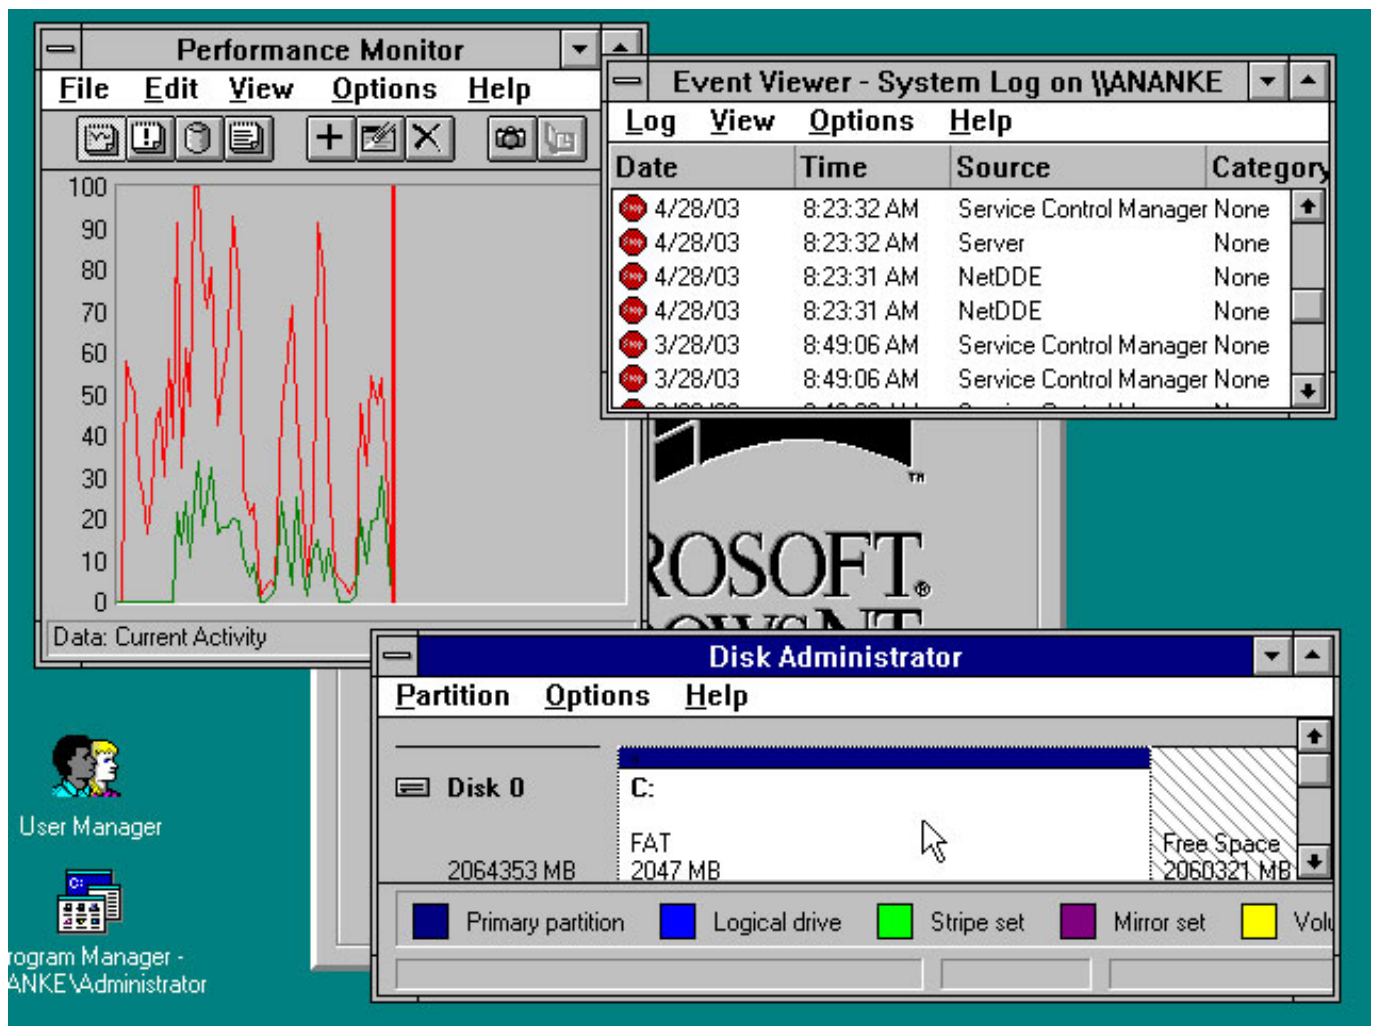 Performance Monitor
File Edit View Options Help
100
90
80
70
60
50
40
30
20
10
0
Data: Current Activity
Event Viewer - System Log on \\ANANKE
Log View Options Help
Date Time Source Category
4/28/03 8:23:32 AM Service Control Manager None
4/28/03 8:23:32 AM Server None
4/28/03 8:23:31 AM NetDDE None
4/28/03 8:23:31 AM NetDDE None
3/28/03 8:49:06 AM Service Control Manager None
3/28/03 8:49:06 AM Service Control Manager None
TM
ROSOFT®
OWS NT
Disk Administrator
Partition Options Help
Disk 0
2064353 MB
C:
FAT
2047 MB
Free Space
2060321 MB
Primary partition Logical drive Stripe set Mirror set Volu
User Manager
C:
rogram Manager -
ANKE\Administrator